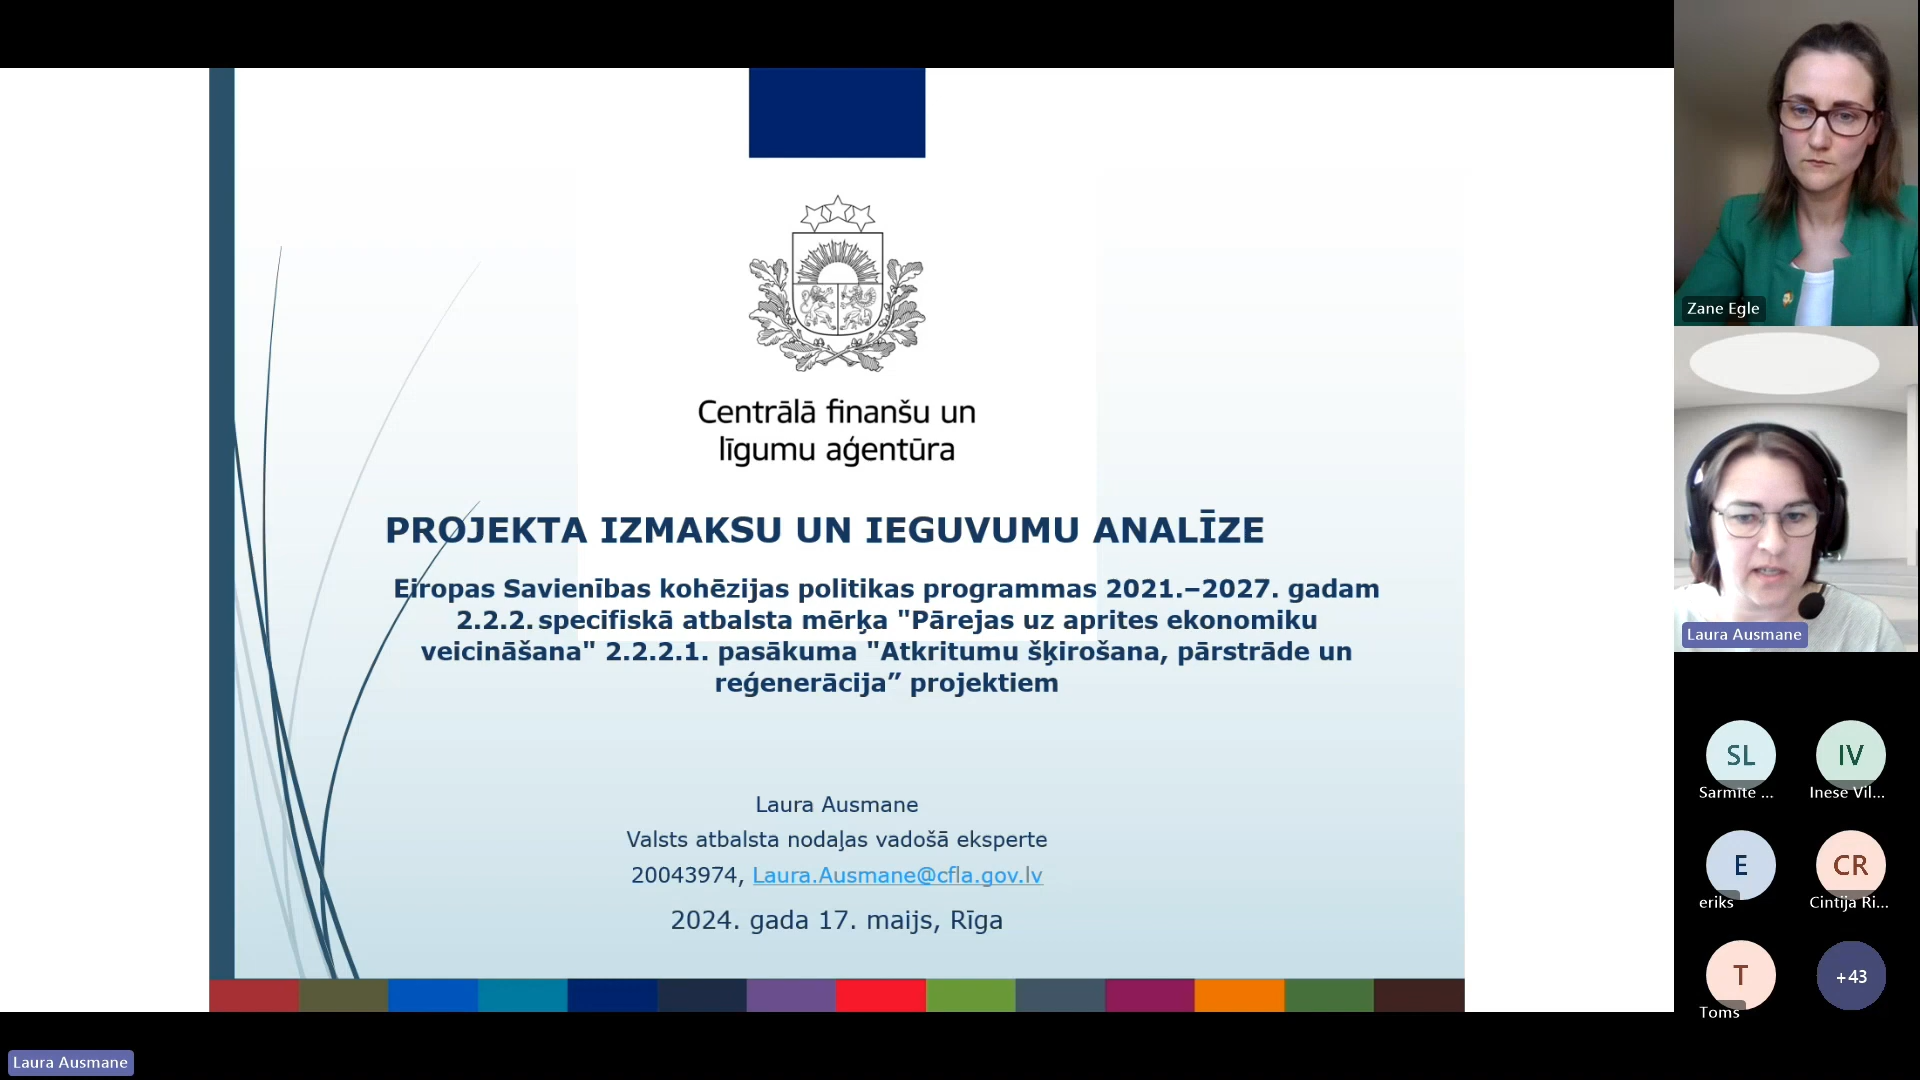 Centrālā finanšu un
līgumu aģentūra
PROJEKTA IZMAKSU UN IEGUVUMU ANALĪZE
Eiropas Savienības kohēzijas politikas programmas 2021.–2027. gadam
2.2.2. specifiskā atbalsta mērķa "Pārejas uz aprites ekonomiku
veicināšana" 2.2.2.1. pasākuma "Atkritumu šķirošana, pārstrāde un
reģenerācija” projektiem
Laura Ausmane
Valsts atbalsta nodaļas vadošā eksperte
20043974, Laura.Ausmane@cfla.gov.lv
2024. gada 17. maijs, Rīga
Laura Ausmane
Zane Egle
Laura Ausmane
SL
Sarmīte ...
IV
Inese Vil...
E
eriks
CR
Cintija Ri...
T
Toms
+43